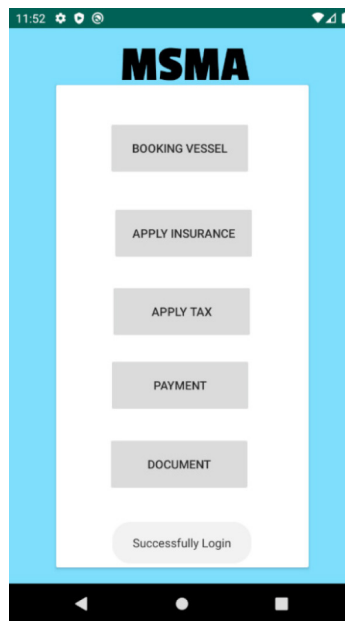 11:52
MSMA
BOOKING VESSEL
APPLY INSURANCE
APPLY TAX
PAYMENT
DOCUMENT
Successfully Login